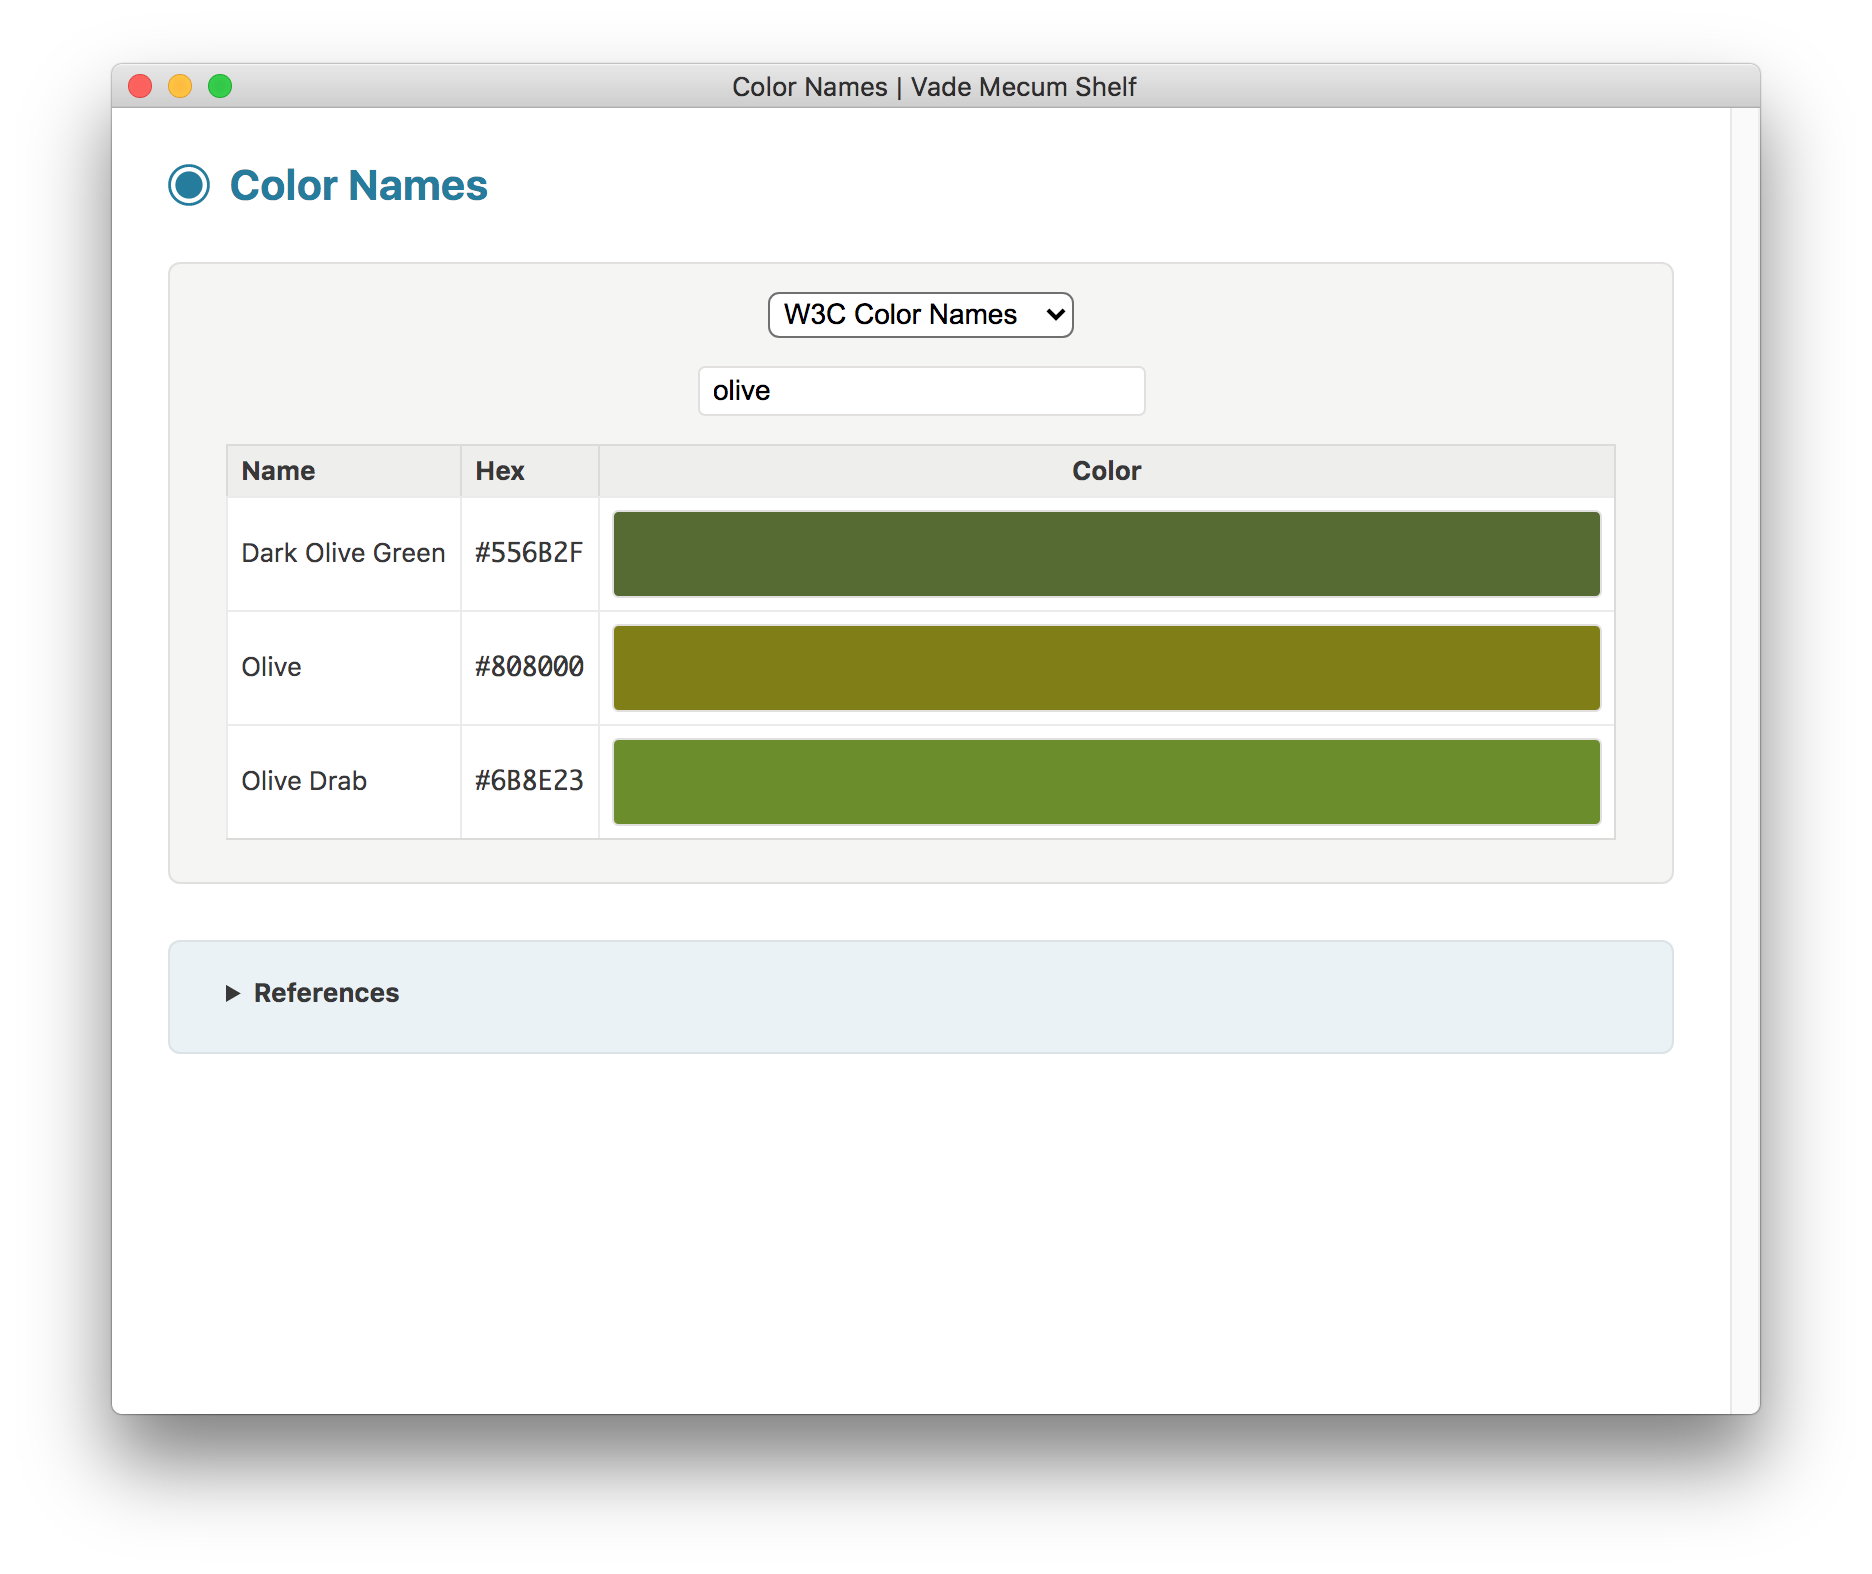 Color Names | Vade Mecum Shelf
Color Names
W3C Color Names
olive
Name Hex Color
Dark Olive Green #556B2F
Olive #808000
Olive Drab #6B8E23
References